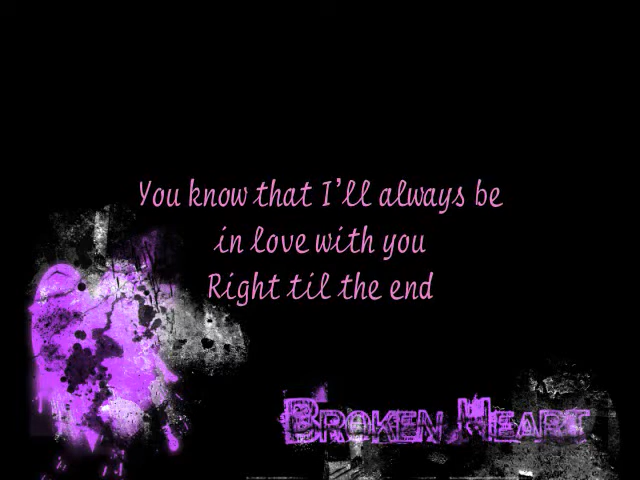 You know that I'll always be
in love with you
Right til the end
Broken Heart